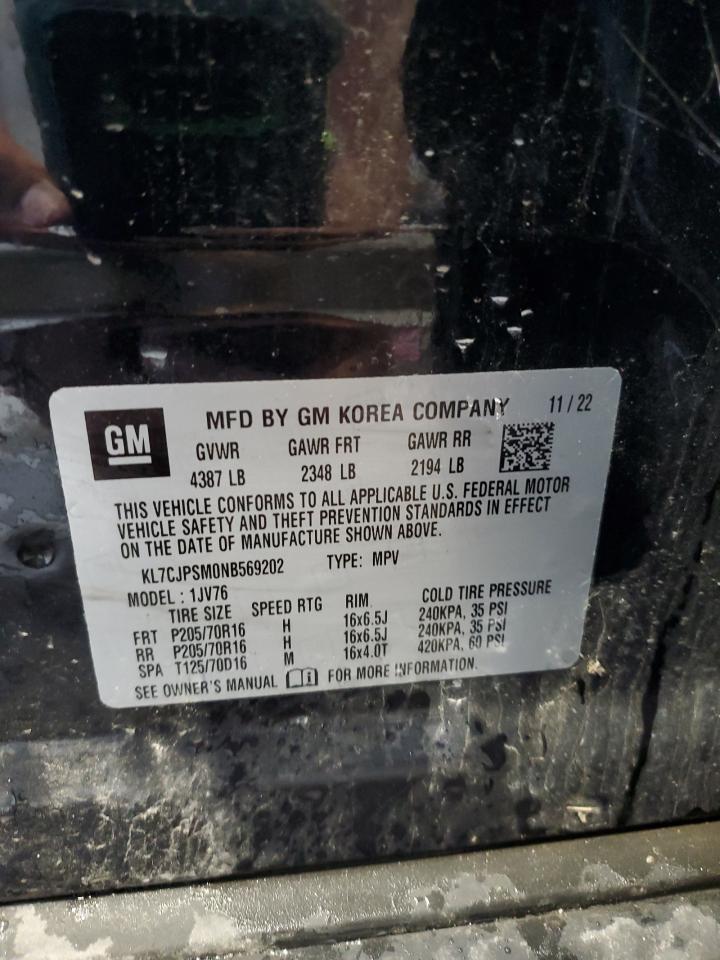 GM
MFD BY GM KOREA COMPANY 11/22
GVWR GAWR FRT GAWR RR
4387 LB 2348 LB 2194 LB
THIS VEHICLE CONFORMS TO ALL APPLICABLE U.S. FEDERAL MOTOR
VEHICLE SAFETY AND THEFT PREVENTION STANDARDS IN EFFECT
ON THE DATE OF MANUFACTURE SHOWN ABOVE.
KL7CJPSM0NB569202 TYPE: MPV
MODEL : 1JV76
TIRE SIZE SPEED RTG RIM COLD TIRE PRESSURE
FRT P205/70R16 H 16x6.5J 240KPA, 35 PSI
RR P205/70R16 H 16x6.5J 240KPA, 35 PSI
SPA T125/70D16 M 16x4.0T 420KPA, 60 PSI
SEE OWNER'S MANUAL FOR MORE INFORMATION.